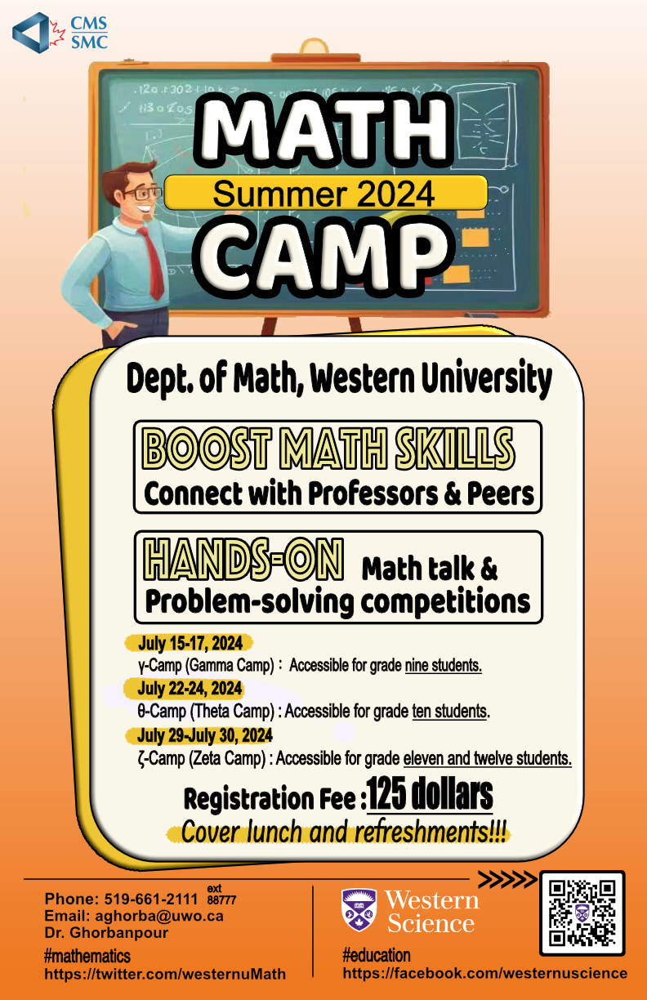 CMS
SMC
MATH
Summer 2024
CAMP
Dept. of Math, Western University
BOOST MATH SKILLS
Connect with Professors & Peers
HANDS-ON Math talk &
Problem-solving competitions
July 15-17, 2024
γ-Camp (Gamma Camp) : Accessible for grade nine students.
July 22-24, 2024
θ-Camp (Theta Camp) : Accessible for grade ten students.
July 29-July 30, 2024
ζ-Camp (Zeta Camp) : Accessible for grade eleven and twelve students.
Registration Fee :125 dollars
Cover lunch and refreshments!!!
Phone: 519-661-2111 ext 88777
Email: aghorba@uwo.ca
Dr. Ghorbanpour
#mathematics
https://twitter.com/westernuMath
>>>>>
Western
Science
#education
https://facebook.com/westernuscience